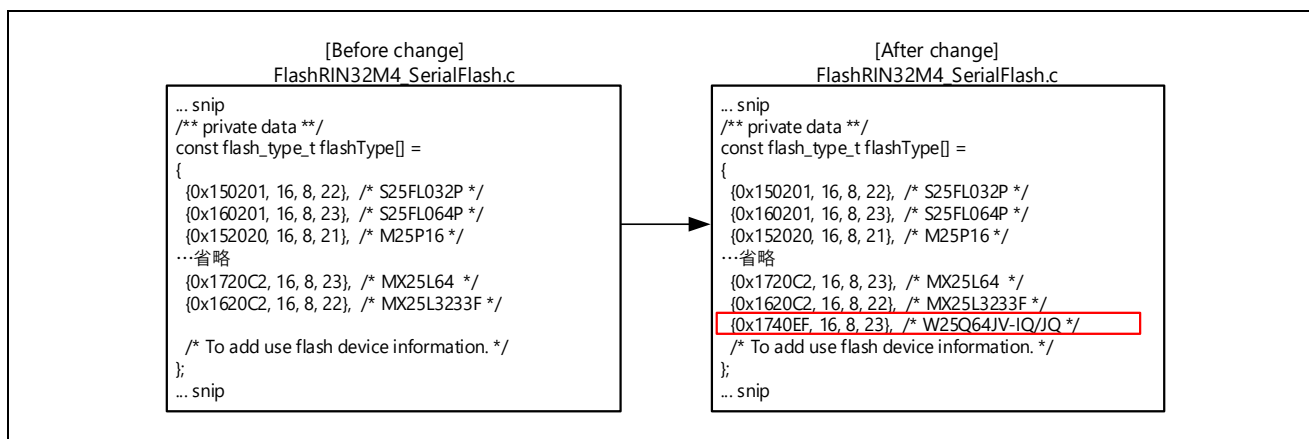 [Before change]
FlashRIN32M4_SerialFlash.c
... snip
/** private data **/
const flash_type_t flashType[] =
{
{0x150201, 16, 8, 22}, /* S25FL032P */
{0x160201, 16, 8, 23}, /* S25FL064P */
{0x152020, 16, 8, 21}, /* M25P16 */
…省略
{0x1720C2, 16, 8, 23}, /* MX25L64 */
{0x1620C2, 16, 8, 22}, /* MX25L3233F */
/* To add use flash device information. */
};
... snip
[After change]
FlashRIN32M4_SerialFlash.c
... snip
/** private data **/
const flash_type_t flashType[] =
{
{0x150201, 16, 8, 22}, /* S25FL032P */
{0x160201, 16, 8, 23}, /* S25FL064P */
{0x152020, 16, 8, 21}, /* M25P16 */
…省略
{0x1720C2, 16, 8, 23}, /* MX25L64 */
{0x1620C2, 16, 8, 22}, /* MX25L3233F */
{0x1740EF, 16, 8, 23}, /* W25Q64JV-IQ/JQ */
/* To add use flash device information. */
};
... snip